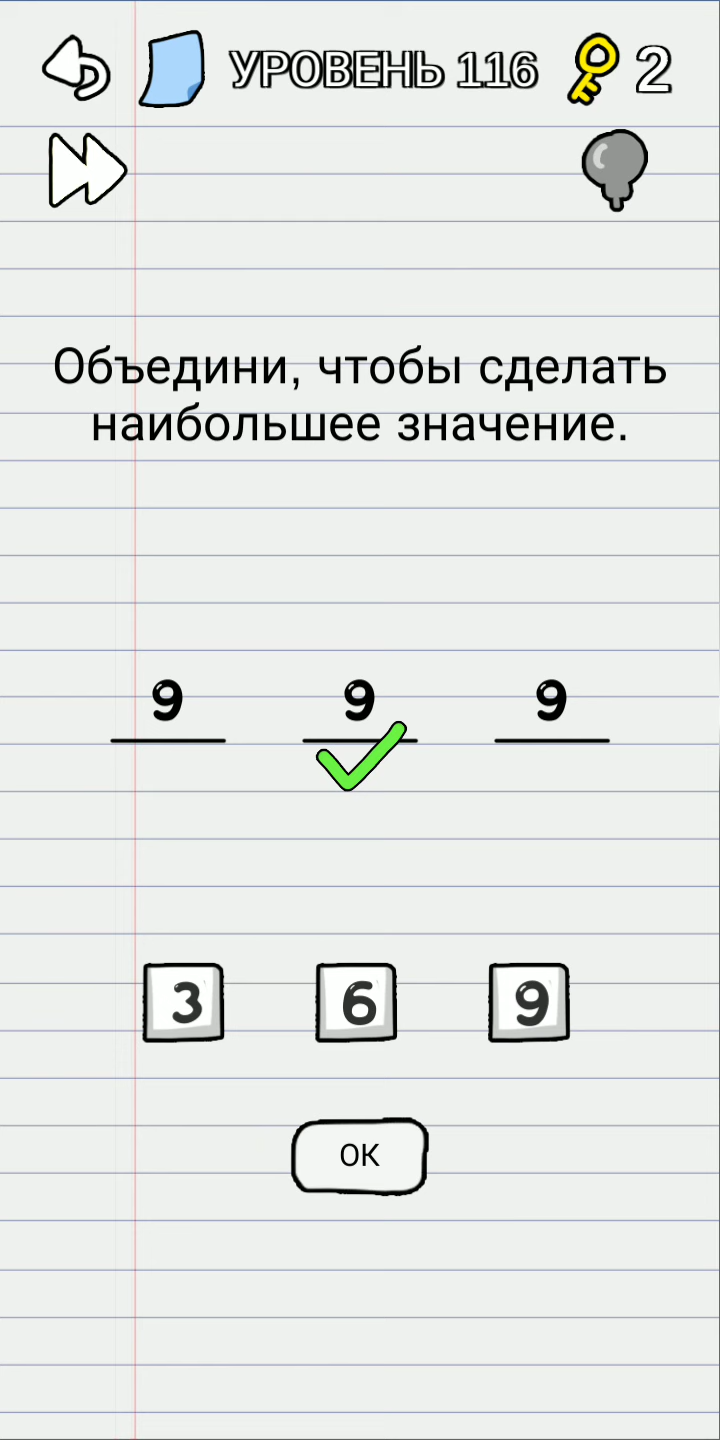 УРОВЕНЬ 116 2
Объедини, чтобы сделать
наибольшее значение.
9 9 9
3 6 9
ОК